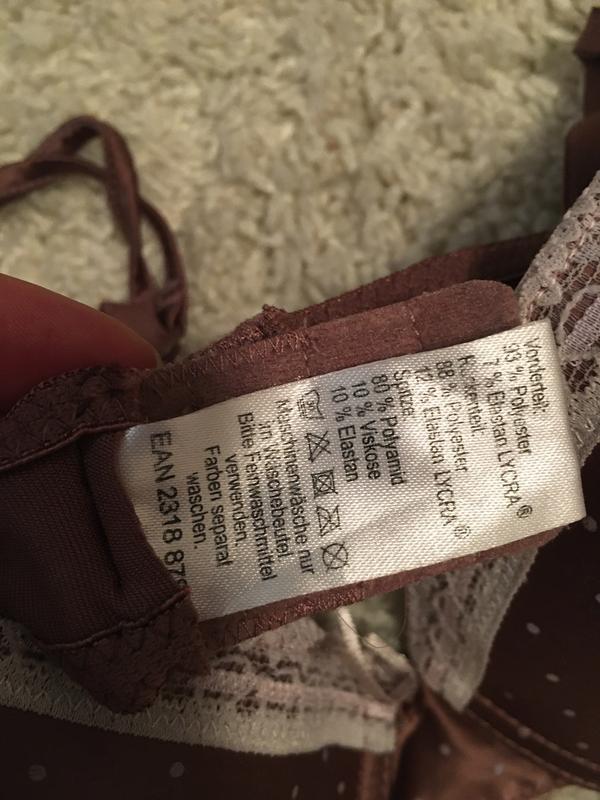 Vorderteil:
93 % Polyester
7 % Elastan LYCRA®
Rückenteil:
88 % Polyester
12 % Elastan LYCRA®
Spitze:
80 % Polyamid
10 % Viskose
10 % Elastan
Maschinenwäsche nur
im Wäschebeutel.
Bitte Feinwaschmittel
verwenden.
Farben separat
waschen.
EAN 2318 87